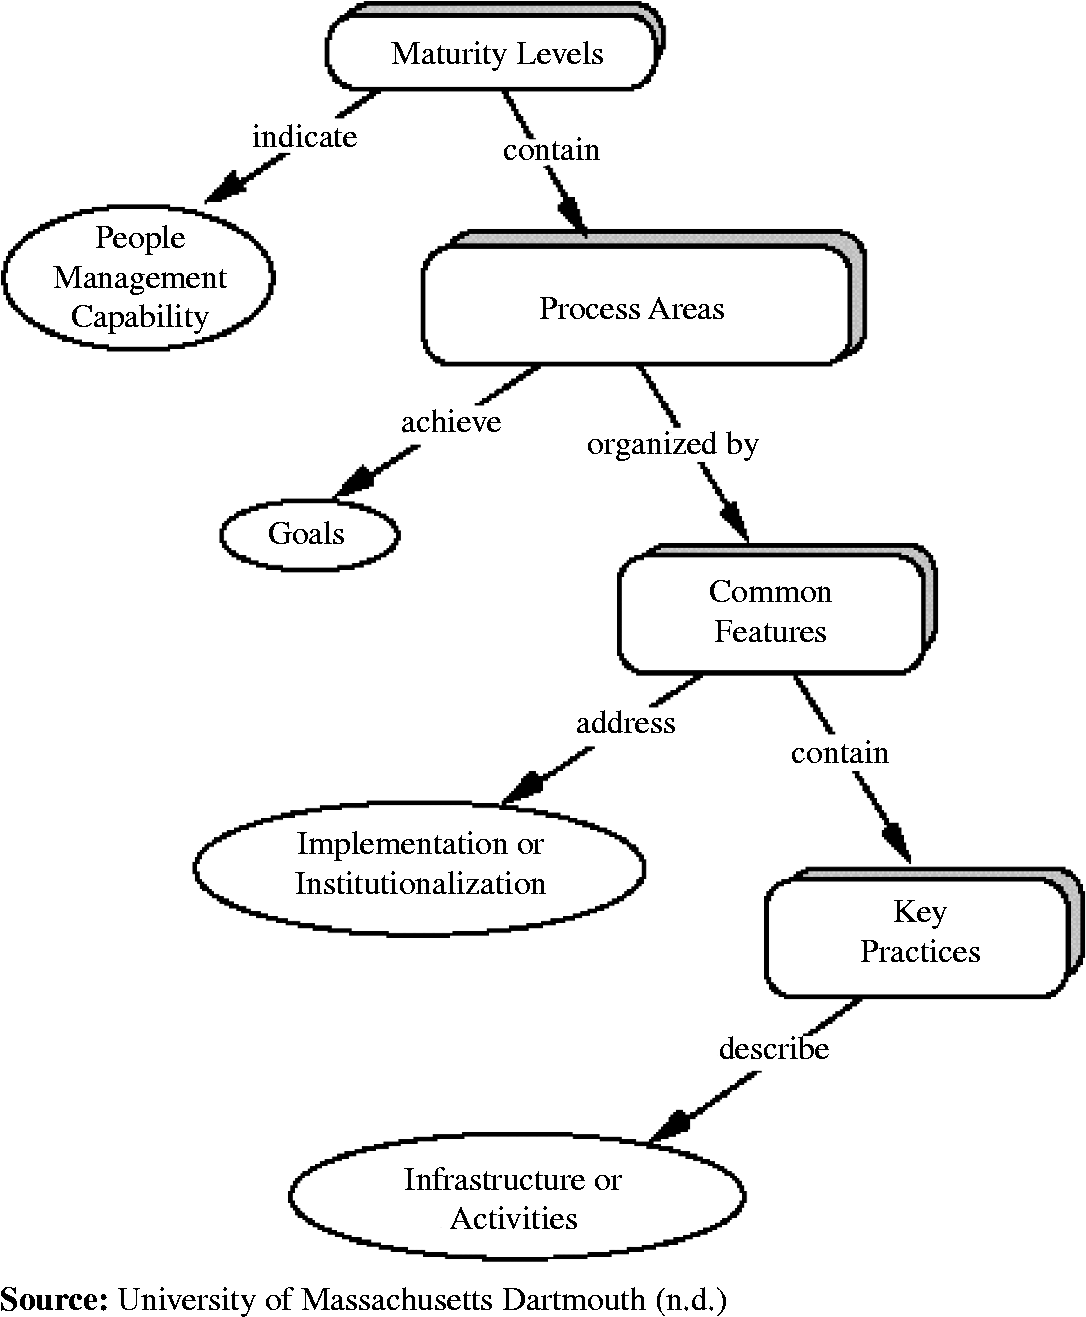 Maturity Levels
indicate
contain
People
Management
Capability
Process Areas
achieve
organized by
Goals
Common
Features
address
contain
Implementation or
Institutionalization
Key
Practices
describe
Infrastructure or
Activities
Source: University of Massachusetts Dartmouth (n.d.)